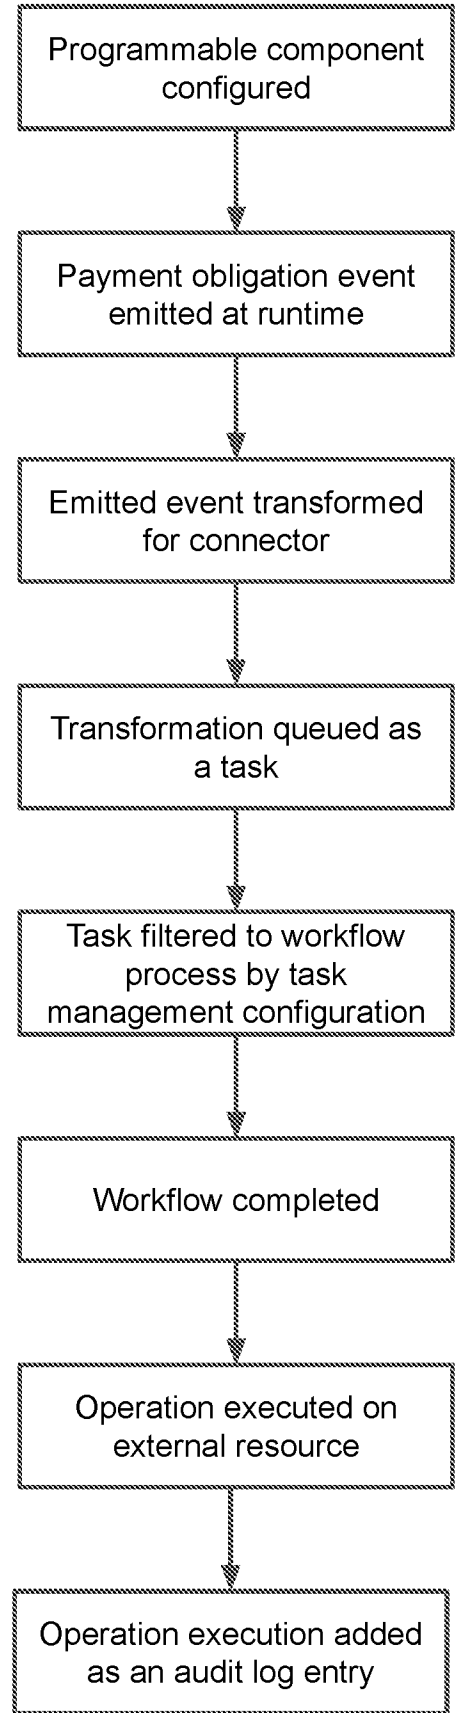 Programmable component
configured
Payment obligation event
emitted at runtime
Emitted event transformed
for connector
Transformation queued as
a task
Task filtered to workflow
process by task
management configuration
Workflow completed
Operation executed on
external resource
Operation execution added
as an audit log entry